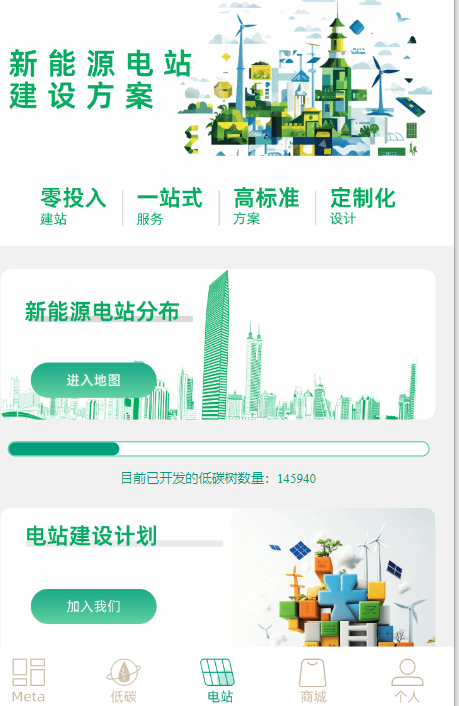 新能源电站
建设方案
零投入 一站式 高标准 定制化
建站 服务 方案 设计
新能源电站分布
进入地图
目前已开发的低碳树数量：145940
电站建设计划
加入我们
Meta 低碳 电站 商城 个人